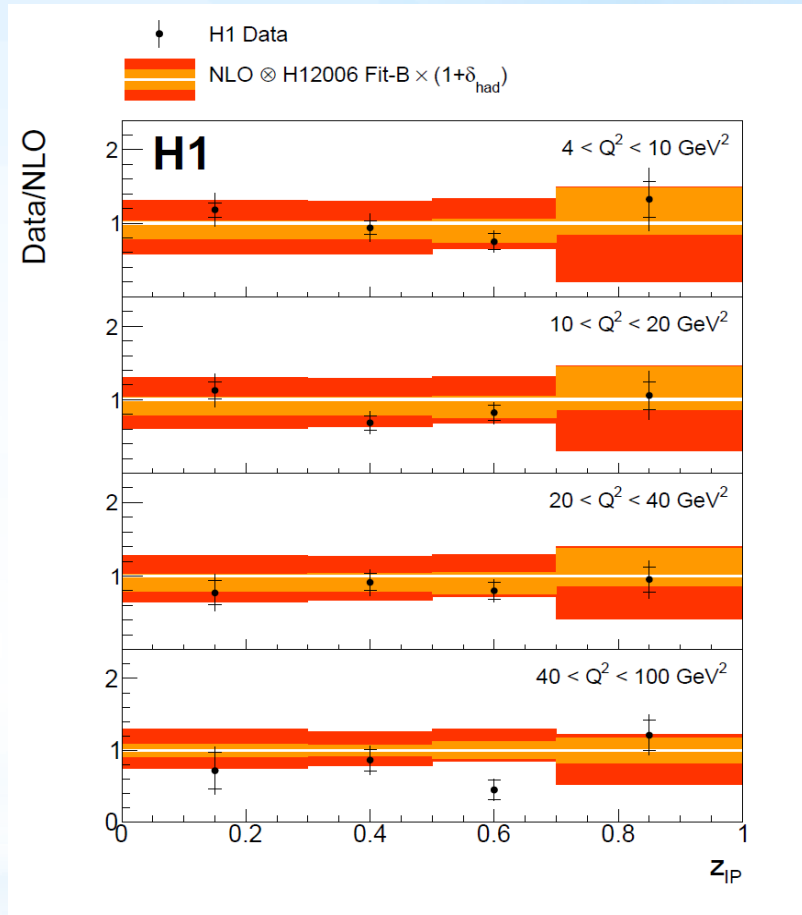 H1 Data
NLO ⊗ H12006 Fit-B × (1+δ_had)
Data/NLO
H1
4 < Q² < 10 GeV²
2
1
10 < Q² < 20 GeV²
2
1
20 < Q² < 40 GeV²
2
1
40 < Q² < 100 GeV²
2
1
0
0 0.2 0.4 0.6 0.8 1
z_IP